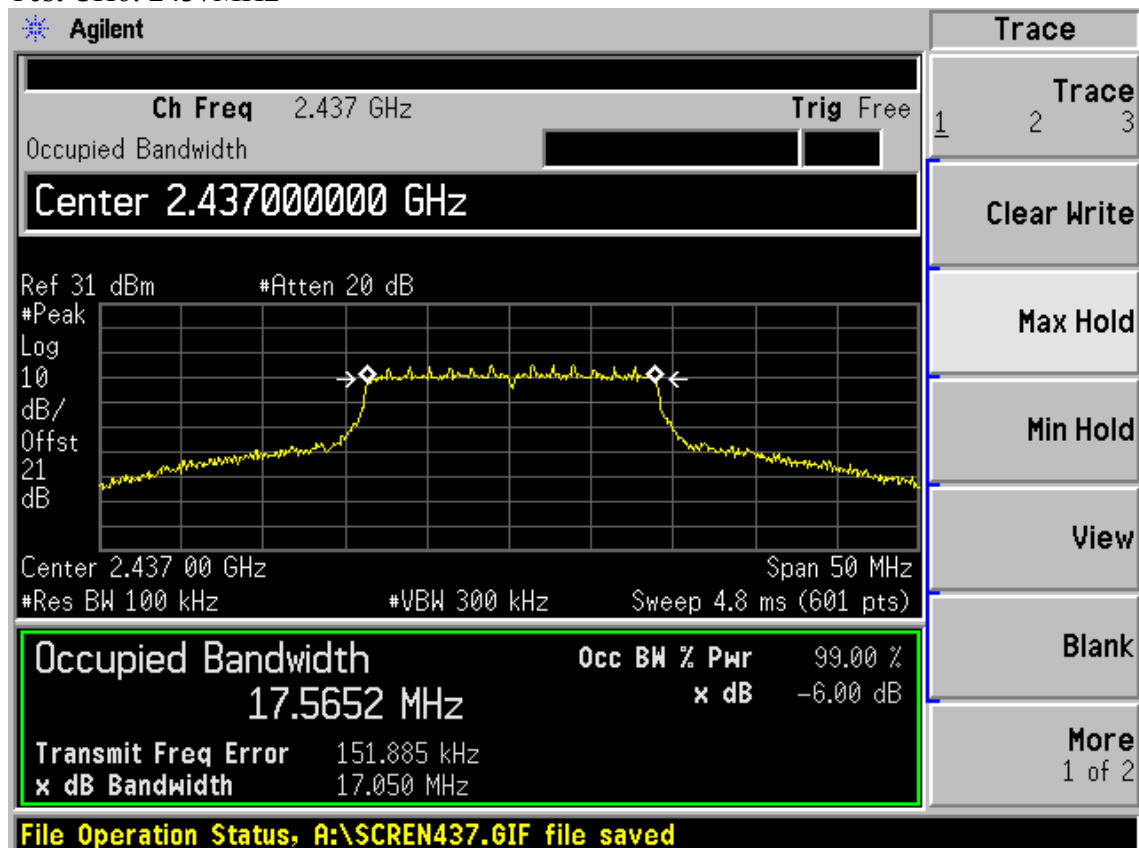 Agilent
Trace
Ch Freq 2.437 GHz Trig Free
Occupied Bandwidth
Center 2.437000000 GHz
Ref 31 dBm #Atten 20 dB
#Peak
Log
10
dB/
Offst
21
dB
Center 2.437 00 GHz Span 50 MHz
#Res BW 100 kHz #VBW 300 kHz Sweep 4.8 ms (601 pts)
Occupied Bandwidth
17.5652 MHz
Occ BW % Pwr 99.00 %
x dB -6.00 dB
Transmit Freq Error 151.885 kHz
x dB Bandwidth 17.050 MHz
File Operation Status, A:\SCREN437.GIF file saved
Trace
1 2 3
Clear Write
Max Hold
Min Hold
View
Blank
More
1 of 2